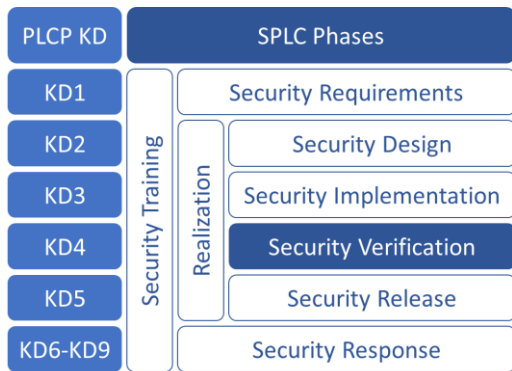 PLCP KD SPLC Phases
KD1 Security Requirements
KD2 Security Design
KD3 Security Implementation
KD4 Security Verification
KD5 Security Release
KD6-KD9 Security Response
Security Training
Realization